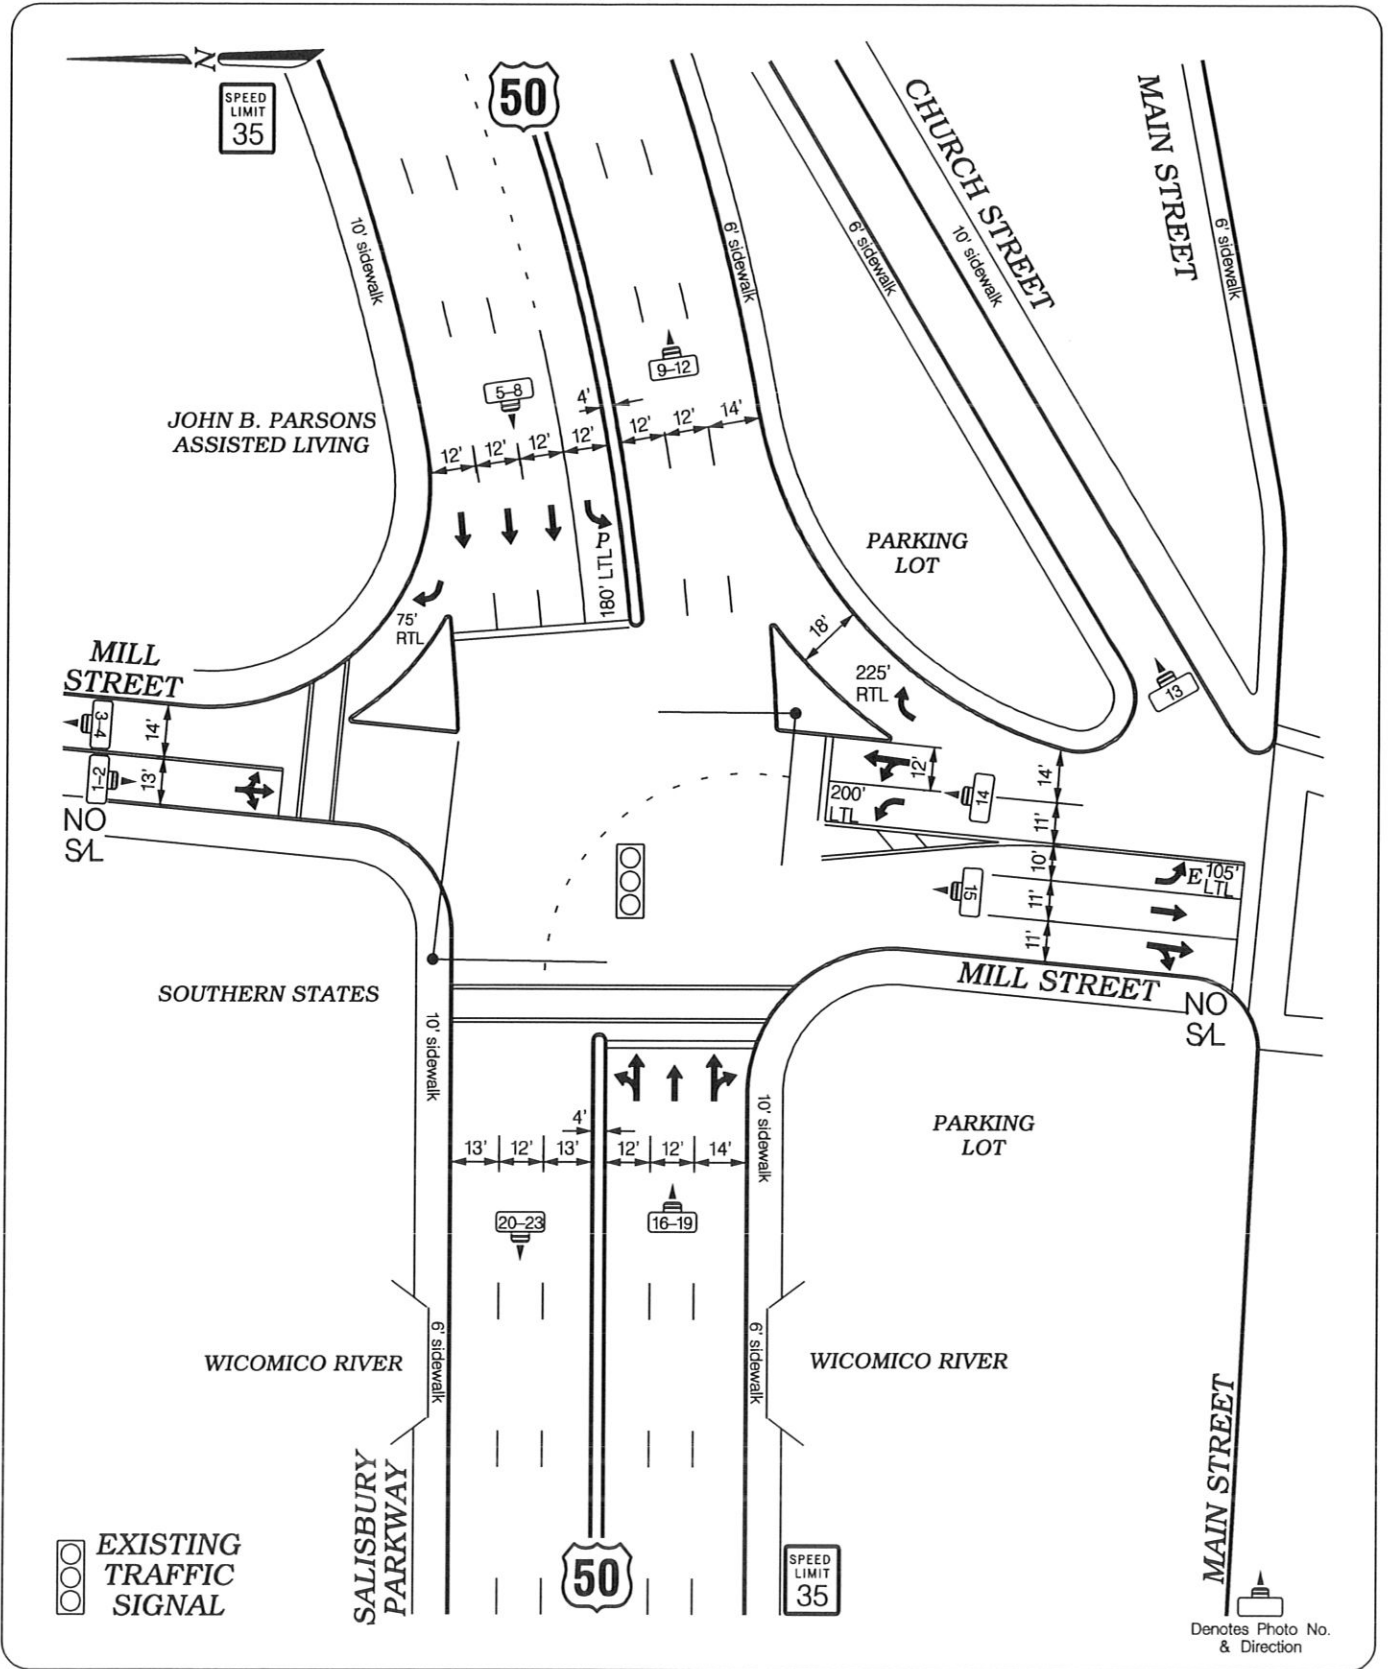 N
SPEED
LIMIT
35
50
CHURCH STREET
MAIN STREET
10' sidewalk
6' sidewalk
6' sidewalk
10' sidewalk
6' sidewalk
5-8
9-12
4'
JOHN B. PARSONS
ASSISTED LIVING
12'
12'
12'
12'
12'
12'
14'
P
180' LTL
PARKING
LOT
75'
RTL
18'
MILL
STREET
225'
RTL
13
3-4
14'
1-2
13'
12'
14
14'
200'
LTL
11'
NO
S/L
10'
E
105'
LTL
15
11'
11'
MILL STREET
NO
S/L
SOUTHERN STATES
10' sidewalk
10' sidewalk
PARKING
LOT
4'
13'
12'
13'
12'
12'
14'
20-23
16-19
WICOMICO RIVER
6' sidewalk
6' sidewalk
WICOMICO RIVER
SALISBURY
PARKWAY
MAIN STREET
EXISTING
TRAFFIC
SIGNAL
50
SPEED
LIMIT
35
Denotes Photo No.
& Direction